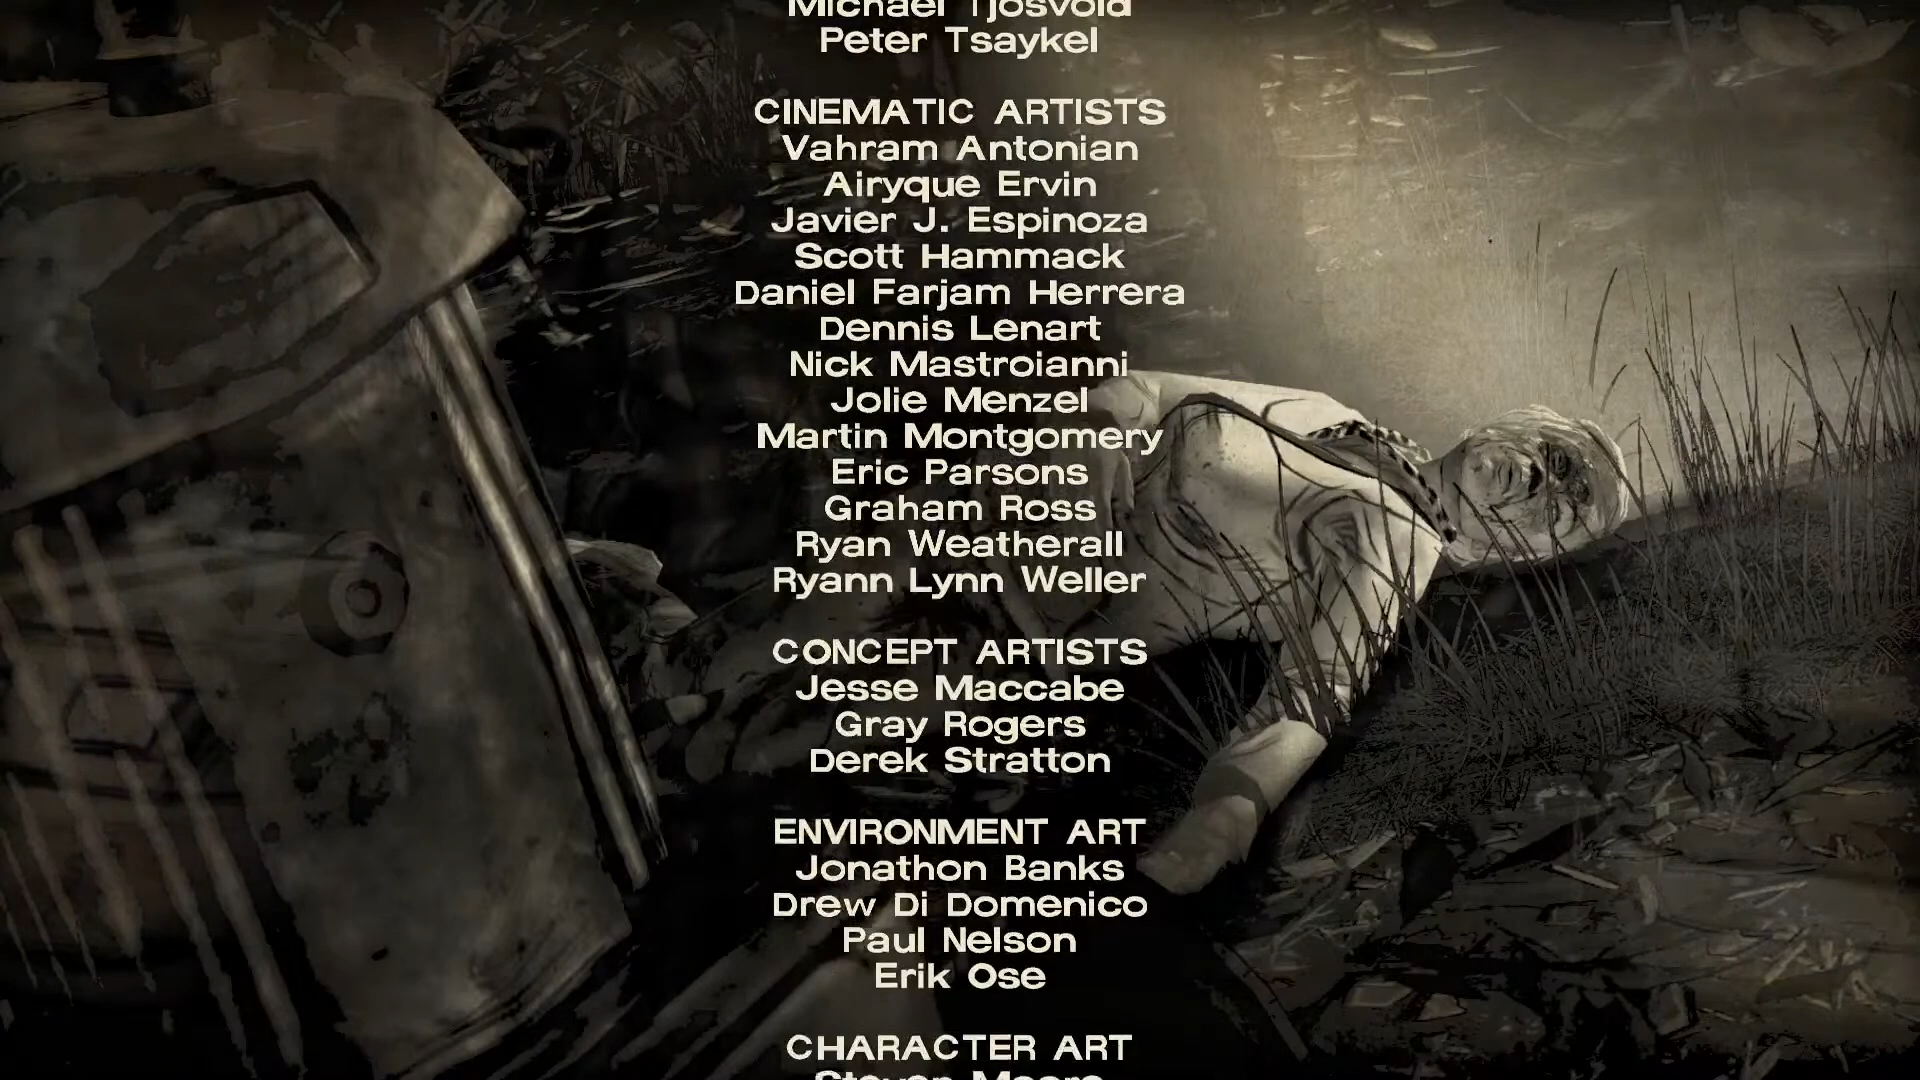 Michael Tjosvold
Peter Tsaykel
CINEMATIC ARTISTS
Vahram Antonian
Airyque Ervin
Javier J. Espinoza
Scott Hammack
Daniel Farjam Herrera
Dennis Lenart
Nick Mastroianni
Jolie Menzel
Martin Montgomery
Eric Parsons
Graham Ross
Ryan Weatherall
Ryann Lynn Weller
CONCEPT ARTISTS
Jesse Maccabe
Gray Rogers
Derek Stratton
ENVIRONMENT ART
Jonathon Banks
Drew Di Domenico
Paul Nelson
Erik Ose
CHARACTER ART